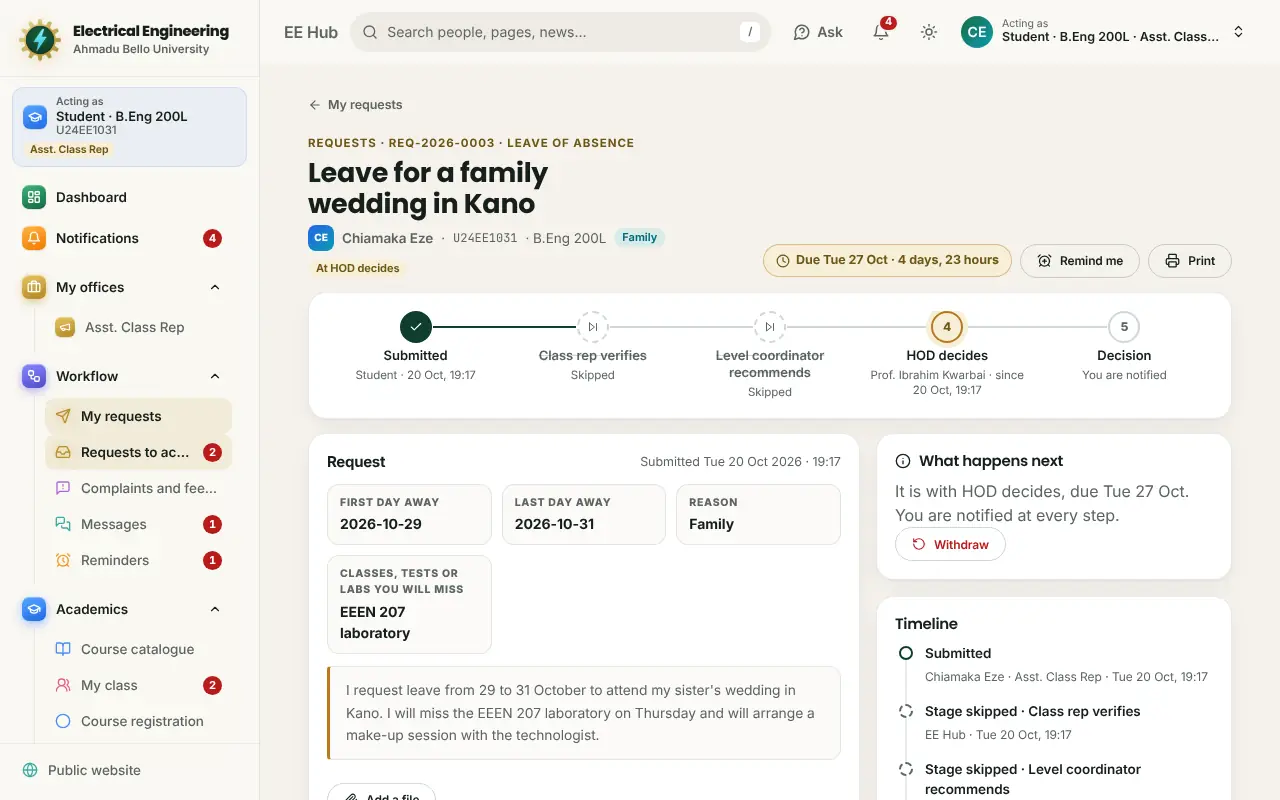 Electrical Engineering
Ahmadu Bello University
Acting as
Student · B.Eng 200L
U24EE1031
Asst. Class Rep
Dashboard
Notifications
4
My offices
Asst. Class Rep
Workflow
My requests
Requests to ac...
2
Complaints and fee...
Messages
1
Reminders
1
Academics
Course catalogue
My class
2
Course registration
Public website
EE Hub
Search people, pages, news...
/
Ask
4
CE
Acting as
Student · B.Eng 200L · Asst. Class...
My requests
REQUESTS · REQ-2026-0003 · LEAVE OF ABSENCE
Leave for a family
wedding in Kano
CE
Chiamaka Eze · U24EE1031 · B.Eng 200L
Family
At HOD decides
Due Tue 27 Oct · 4 days, 23 hours
Remind me
Print
Submitted
Student · 20 Oct, 19:17
Class rep verifies
Skipped
Level coordinator
recommends
Skipped
4
HOD decides
Prof. Ibrahim Kwarbai · since
20 Oct, 19:17
5
Decision
You are notified
Request
Submitted Tue 20 Oct 2026 · 19:17
FIRST DAY AWAY
2026-10-29
LAST DAY AWAY
2026-10-31
REASON
Family
CLASSES, TESTS OR
LABS YOU WILL MISS
EEEN 207
laboratory
I request leave from 29 to 31 October to attend my sister's wedding in
Kano. I will miss the EEEN 207 laboratory on Thursday and will arrange a
make-up session with the technologist.
Add a file
What happens next
It is with HOD decides, due Tue 27 Oct.
You are notified at every step.
Withdraw
Timeline
Submitted
Chiamaka Eze · Asst. Class Rep · Tue 20 Oct, 19:17
Stage skipped · Class rep verifies
EE Hub · Tue 20 Oct, 19:17
Stage skipped · Level coordinator
recommends